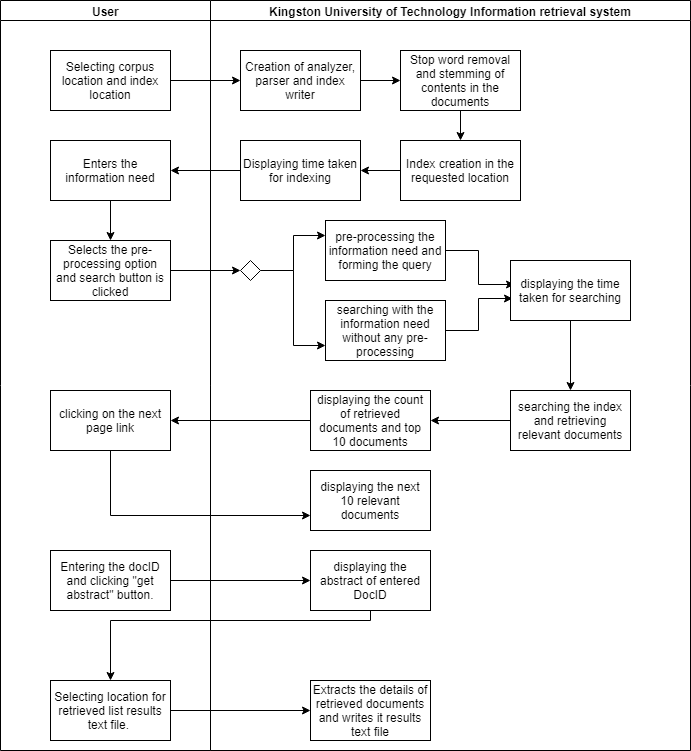 User
Kingston University of Technology Information retrieval system
Selecting corpus
location and index
location
Creation of analyzer,
parser and index
writer
Stop word removal
and stemming of
contents in the
documents
Enters the
information need
Displaying time taken
for indexing
Index creation in the
requested location
Selects the pre-
processing option
and search button is
clicked
pre-processing the
information need and
forming the query
searching with the
information need
without any pre-
processing
displaying the time
taken for searching
clicking on the next
page link
displaying the count
of retrieved
documents and top
10 documents
searching the index
and retrieving
relevant documents
displaying the next
10 relevant
documents
Entering the docID
and clicking "get
abstract" button.
displaying the
abstract of entered
DocID
Selecting location for
retrieved list results
text file.
Extracts the details of
retrieved documents
and writes it results
text file